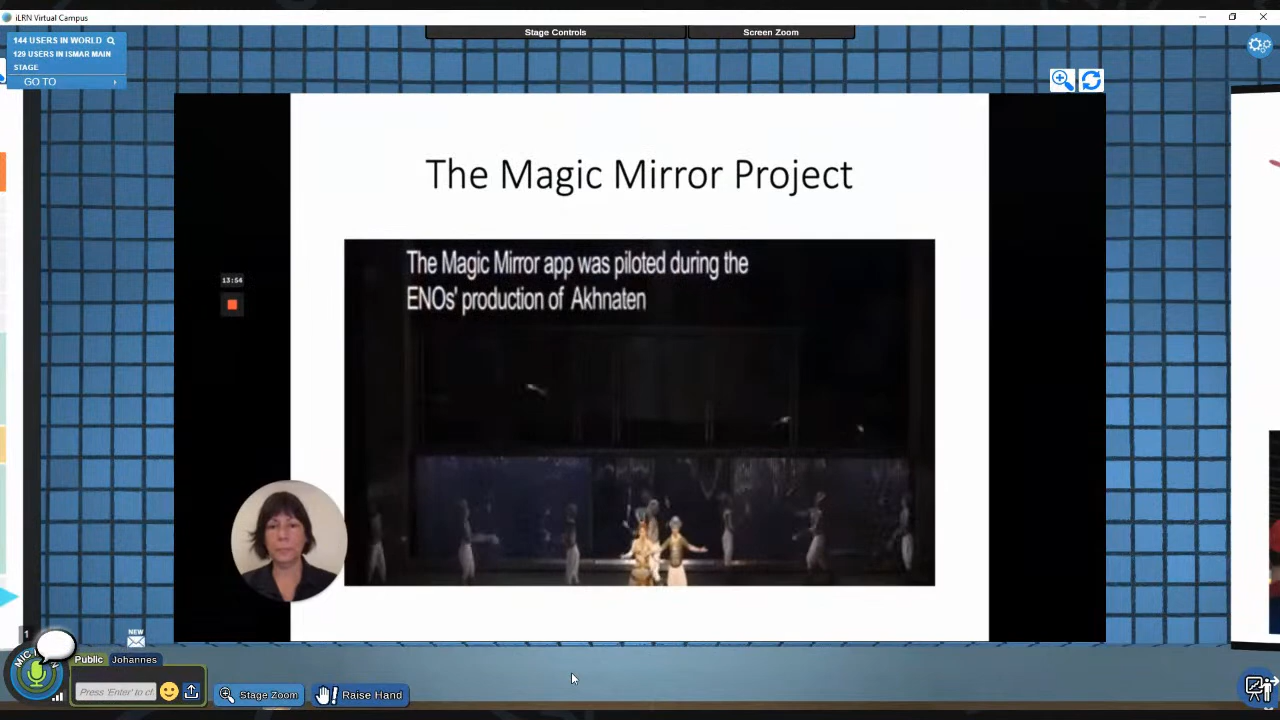 iLRN Virtual Campus
144 USERS IN WORLD
129 USERS IN ISMAR MAIN
STAGE
GO TO
Stage Controls
Screen Zoom
The Magic Mirror Project
The Magic Mirror app was piloted during the
ENOs' production of Akhnaten
13:54
1
NEW
Public
Johannes
Press 'Enter' to cl
Stage Zoom
Raise Hand